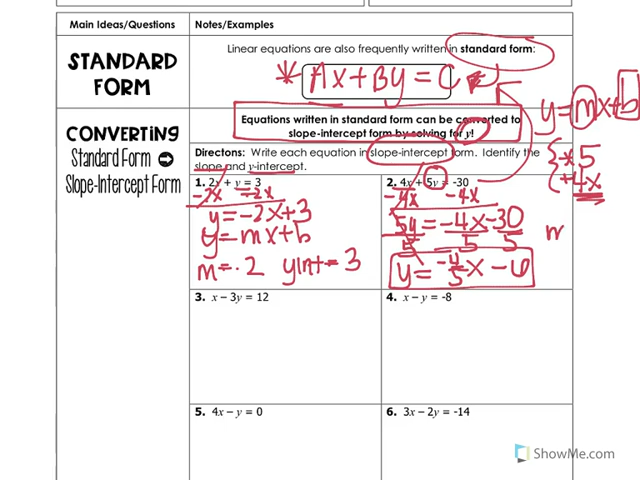 Main Ideas/Questions Notes/Examples
STANDARD FORM
Linear equations are also frequently written in standard form:
* Ax + By = C
y = mx + b
CONVERTING
Standard Form ➔
Slope-Intercept Form
Equations written in standard form can be converted to
slope-intercept form by solving for y!
Directions: Write each equation in slope-intercept form. Identify the
slope and y-intercept.
1. 2x + y = 3
-2x -2x
y = -2x + 3
y = mx + b
m = -2 y int = 3
2. 4x + 5y = -30
-4x -4x
5y = -4x - 30
5 5 5
y = -4/5 x - 6
m
5
4x
3. x – 3y = 12
4. x – y = -8
5. 4x – y = 0
6. 3x – 2y = -14
ShowMe.com